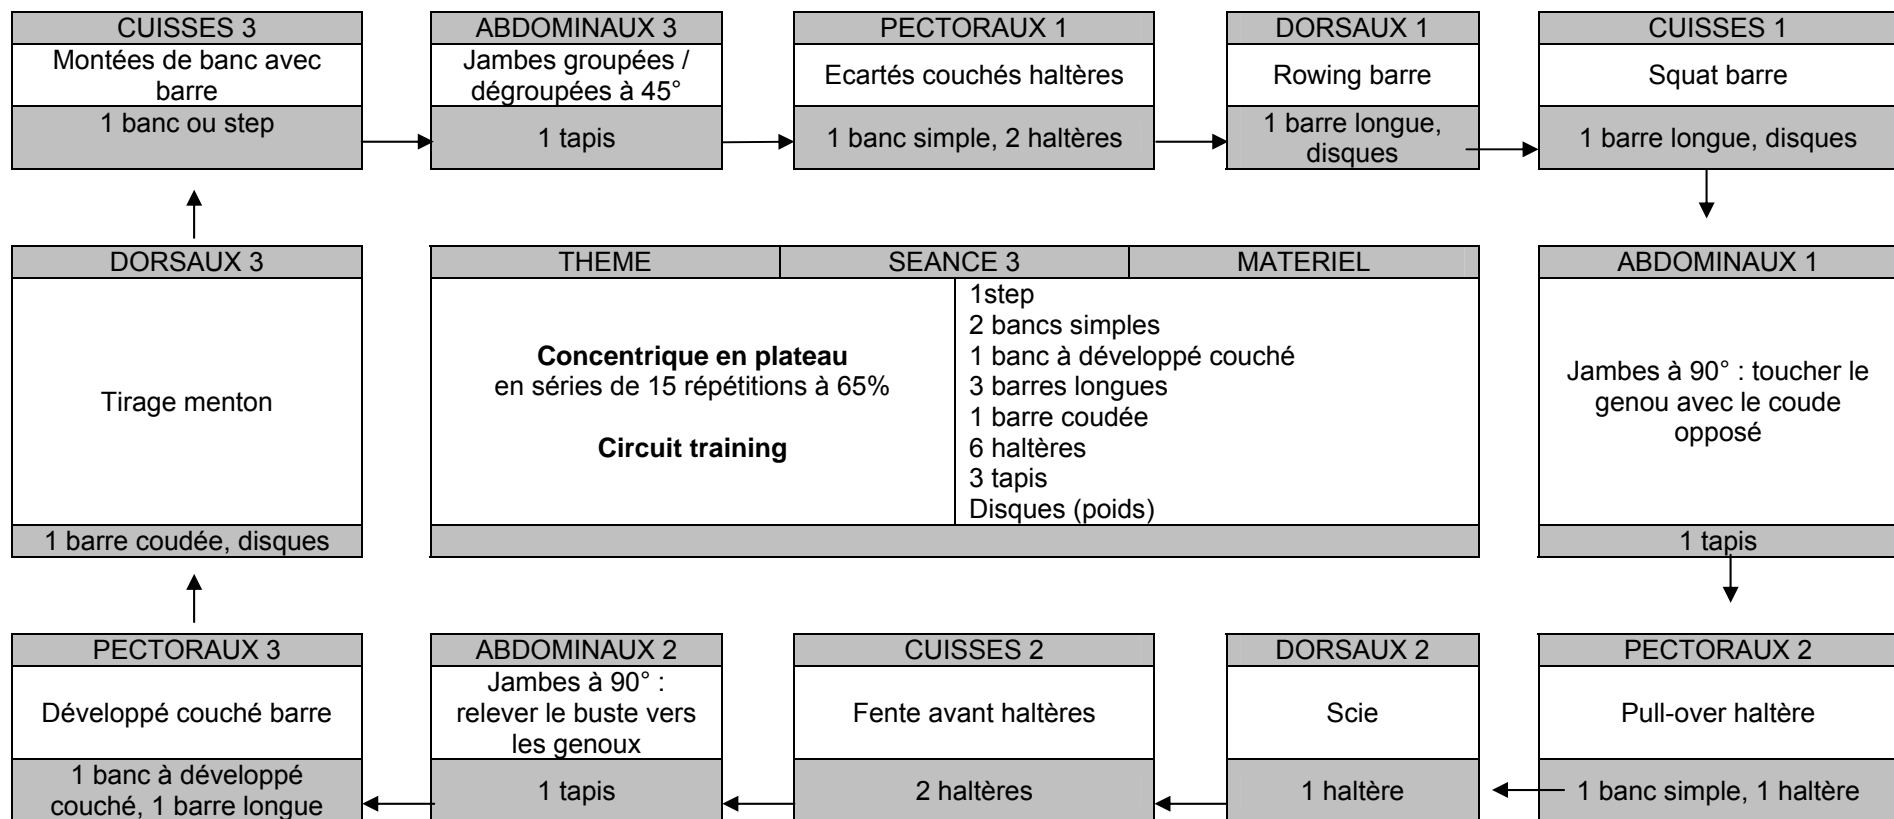 CUISSES 3
Montées de banc avec
barre
1 banc ou step
ABDOMINAUX 3
Jambes groupées /
dégroupées à 45°
1 tapis
PECTORAUX 1
Ecartés couchés haltères
1 banc simple, 2 haltères
DORSAUX 1
Rowing barre
1 barre longue,
disques
CUISSES 1
Squat barre
1 barre longue, disques
DORSAUX 3
Tirage menton
1 barre coudée, disques
THEME
SEANCE 3
MATERIEL
Concentrique en plateau
en séries de 15 répétitions à 65%
Circuit training
1step
2 bancs simples
1 banc à développé couché
3 barres longues
1 barre coudée
6 haltères
3 tapis
Disques (poids)
ABDOMINAUX 1
Jambes à 90° : toucher le
genou avec le coude
opposé
1 tapis
PECTORAUX 3
Développé couché barre
1 banc à développé
couché, 1 barre longue
ABDOMINAUX 2
Jambes à 90° :
relever le buste vers
les genoux
1 tapis
CUISSES 2
Fente avant haltères
2 haltères
DORSAUX 2
Scie
1 haltère
PECTORAUX 2
Pull-over haltère
1 banc simple, 1 haltère